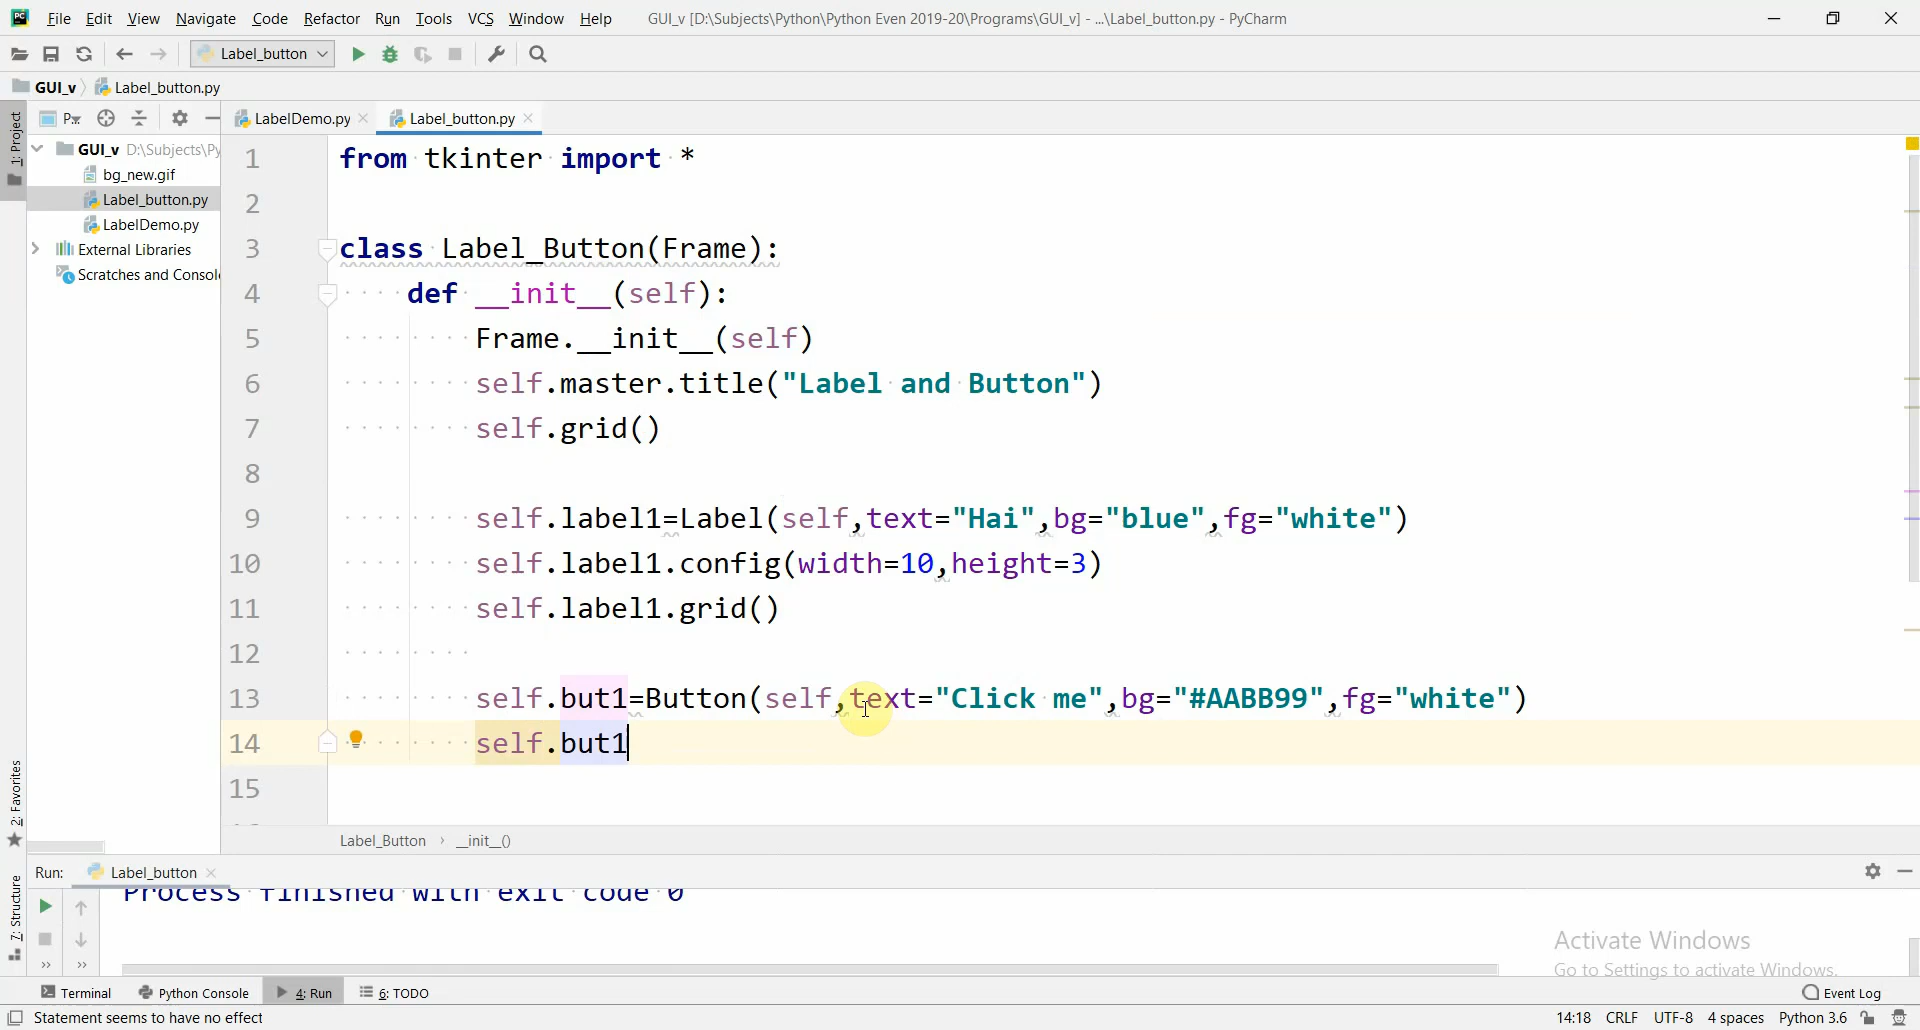 File Edit View Navigate Code Refactor Run Tools VCS Window Help GUI_v [D:\Subjects\Python\Python Even 2019-20\Programs\GUI_v] - ...\Label_button.py - PyCharm
Label_button
GUI_v Label_button.py
1: Project
P... LabelDemo.py Label_button.py
GUI_v D:\Subjects\Py
bg_new.gif
Label_button.py
LabelDemo.py
External Libraries
Scratches and Consol
1 from tkinter import *
2
3 class Label_Button(Frame):
4 def __init__(self):
5 Frame.__init__(self)
6 self.master.title("Label and Button")
7 self.grid()
8
9 self.label1=Label(self,text="Hai",bg="blue",fg="white")
10 self.label1.config(width=10,height=3)
11 self.label1.grid()
12
13 self.but1=Button(self,text="Click me",bg="#AABB99",fg="white")
14 self.but1
15
Label_Button › __init__()
2: Favorites
7: Structure
Run: Label_button
Process finished with exit code 0
Activate Windows
Go to Settings to activate Windows.
Terminal Python Console 4: Run 6: TODO Event Log
Statement seems to have no effect 14:18 CRLF UTF-8 4 spaces Python 3.6